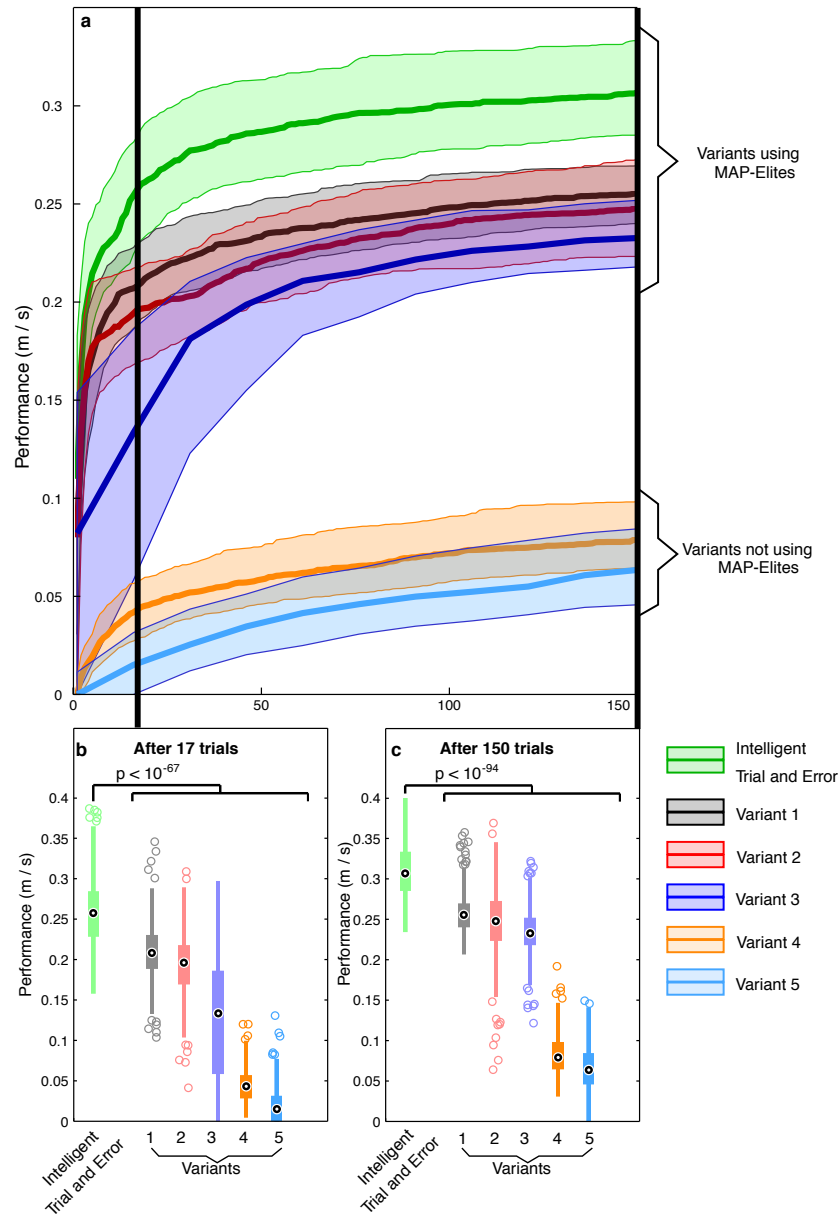 a
Performance (m / s)
0.3
0.25
0.2
0.15
0.1
0.05
0
0
50
100
150
Variants using
MAP-Elites
Variants not using
MAP-Elites
b
After 17 trials
p < 10-67
Performance (m / s)
0.4
0.35
0.3
0.25
0.2
0.15
0.1
0.05
0
Intelligent
Trial and Error
1 2 3 4 5
Variants
c
After 150 trials
p < 10-94
Performance (m / s)
0.4
0.35
0.3
0.25
0.2
0.15
0.1
0.05
0
Intelligent
Trial and Error
1 2 3 4 5
Variants
Intelligent
Trial and Error
Variant 1
Variant 2
Variant 3
Variant 4
Variant 5